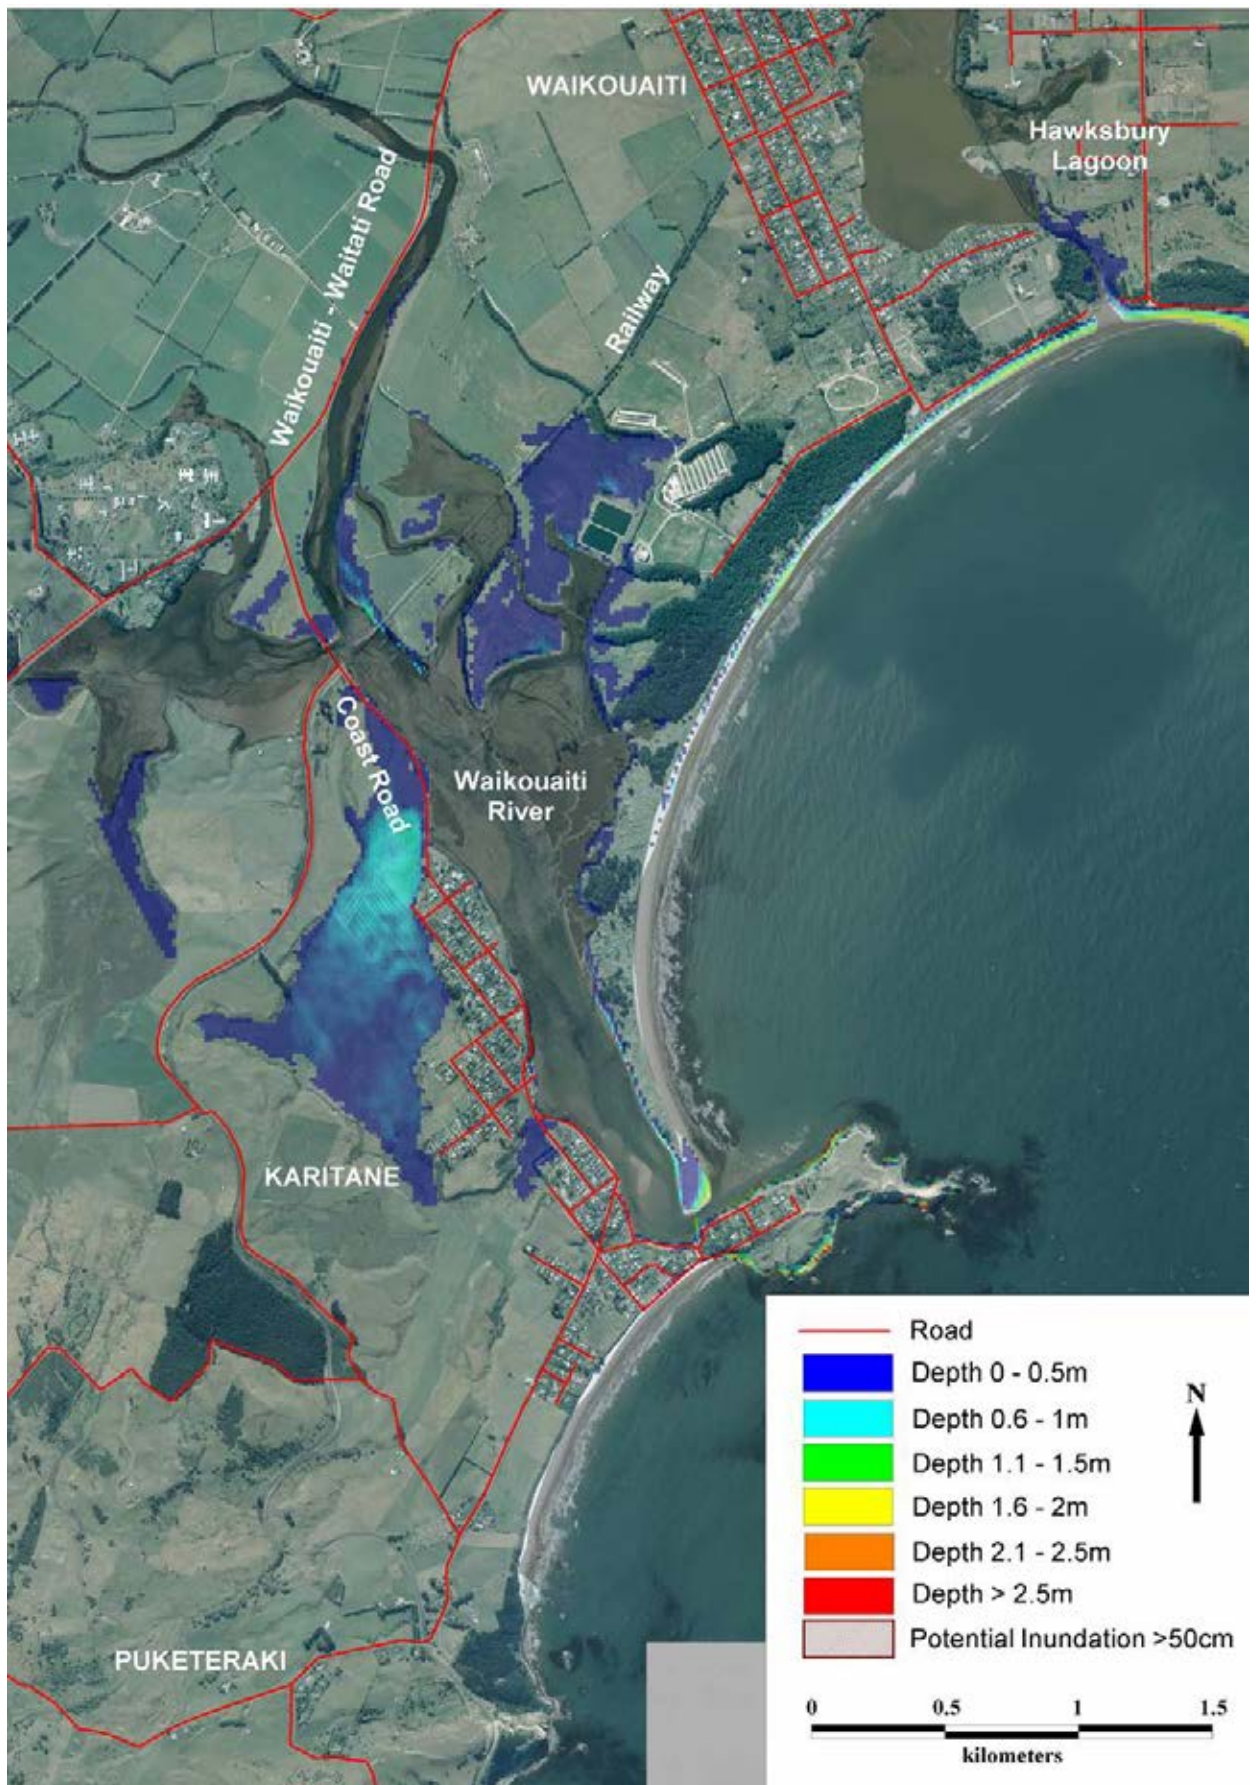 WAIKOUAITI
Hawksbury
Lagoon
Waikouaiti - Waitati Road
Railway
Coast Road
Waikouaiti
River
KARITANE
PUKETERAKI
Road
Depth 0 - 0.5m
Depth 0.6 - 1m
Depth 1.1 - 1.5m
Depth 1.6 - 2m
Depth 2.1 - 2.5m
Depth > 2.5m
Potential Inundation >50cm
N
0 0.5 1 1.5
kilometers